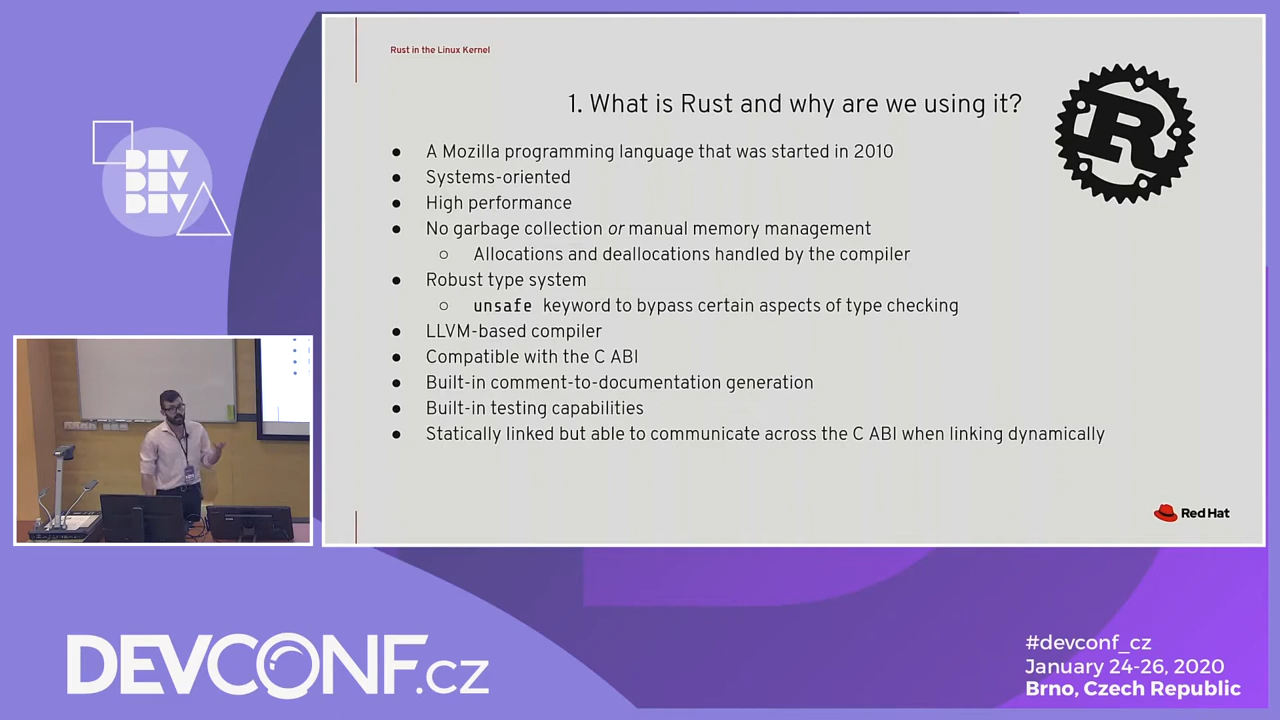 Rust in the Linux Kernel
1. What is Rust and why are we using it?
● A Mozilla programming language that was started in 2010
● Systems-oriented
● High performance
● No garbage collection or manual memory management
○ Allocations and deallocations handled by the compiler
● Robust type system
○ unsafe keyword to bypass certain aspects of type checking
● LLVM-based compiler
● Compatible with the C ABI
● Built-in comment-to-documentation generation
● Built-in testing capabilities
● Statically linked but able to communicate across the C ABI when linking dynamically
R
Red Hat
DEV
DEV
DEV
DEVCONF.cz
#devconf_cz
January 24-26, 2020
Brno, Czech Republic